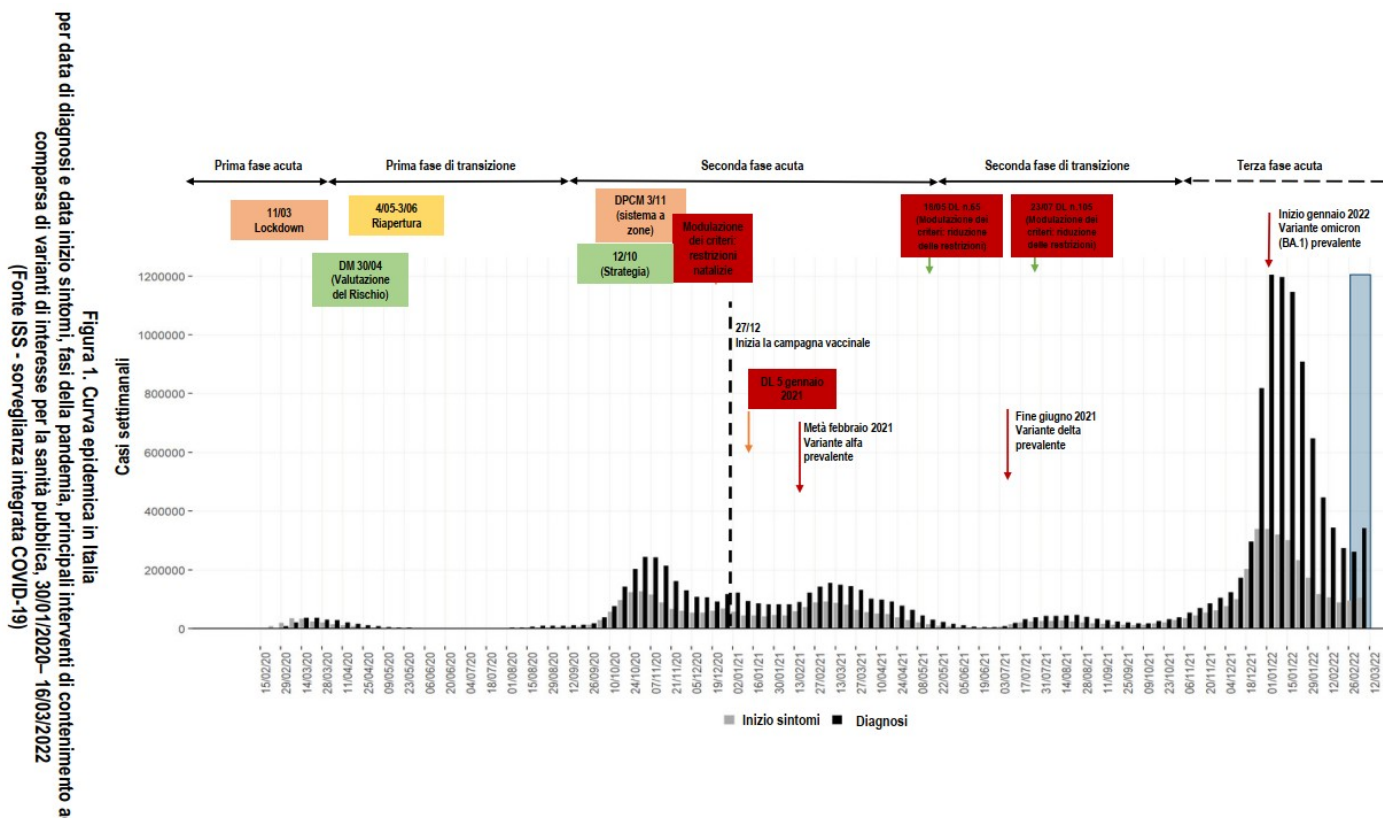 Figura 1. Curva epidemica in Italia
per data di diagnosi e data inizio sintomi, fasi della pandemia, principali interventi di contenimento
comparsa di varianti di interesse per la sanità pubblica, 30/01/2020– 16/03/2022
(Fonte ISS - sorveglianza integrata COVID-19)
Prima fase acuta
Prima fase di transizione
Seconda fase acuta
Seconda fase di transizione
Terza fase acuta
11/03
Lockdown
4/05-3/06
Riapertura
DM 30/04
(Valutazione
del Rischio)
DPCM 3/11
(sistema a
zone)
12/10
(Strategia)
Modulazione
dei criteri:
restrizioni
natalizie
DL n.65
(Modulazione dei
criteri: riduzione
delle restrizioni)
23/07 DL n.105
(Modulazione dei
criteri: riduzione
delle restrizioni)
Inizio gennaio 2022
Variante omicron
(BA.1) prevalente
27/12
Inizia la campagna vaccinale
DL 5 gennaio
2021
Metà febbraio 2021
Variante alfa
prevalente
Fine giugno 2021
Variante delta
prevalente
Casi settimanali
1200000
1000000
800000
600000
400000
200000
0
15/02/20
29/02/20
14/03/20
28/03/20
11/04/20
25/04/20
09/05/20
23/05/20
06/06/20
20/06/20
04/07/20
18/07/20
01/08/20
15/08/20
29/08/20
12/09/20
26/09/20
10/10/20
24/10/20
07/11/20
21/11/20
05/12/20
19/12/20
02/01/21
16/01/21
30/01/21
13/02/21
27/02/21
13/03/21
27/03/21
10/04/21
24/04/21
08/05/21
22/05/21
05/06/21
19/06/21
03/07/21
17/07/21
31/07/21
14/08/21
28/08/21
11/09/21
25/09/21
09/10/21
23/10/21
06/11/21
20/11/21
04/12/21
18/12/21
01/01/22
15/01/22
29/01/22
12/02/22
26/02/22
12/03/22
Inizio sintomi
Diagnosi